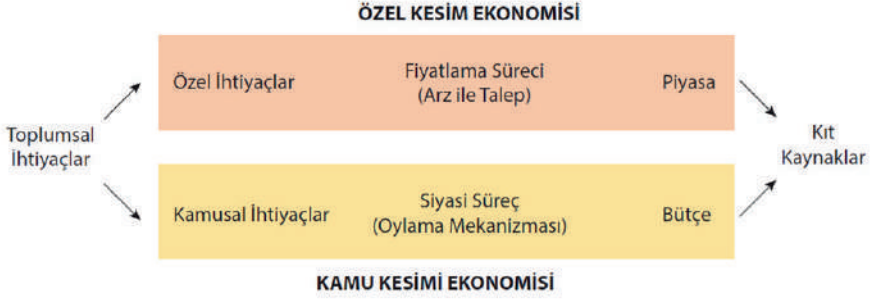 ÖZEL KESİM EKONOMİSİ
Özel İhtiyaçlar
Fiyatlama Süreci
(Arz ile Talep)
Piyasa
Toplumsal
İhtiyaçlar
Kıt
Kaynaklar
Kamusal İhtiyaçlar
Siyasi Süreç
(Oylama Mekanizması)
Bütçe
KAMU KESİMİ EKONOMİSİ